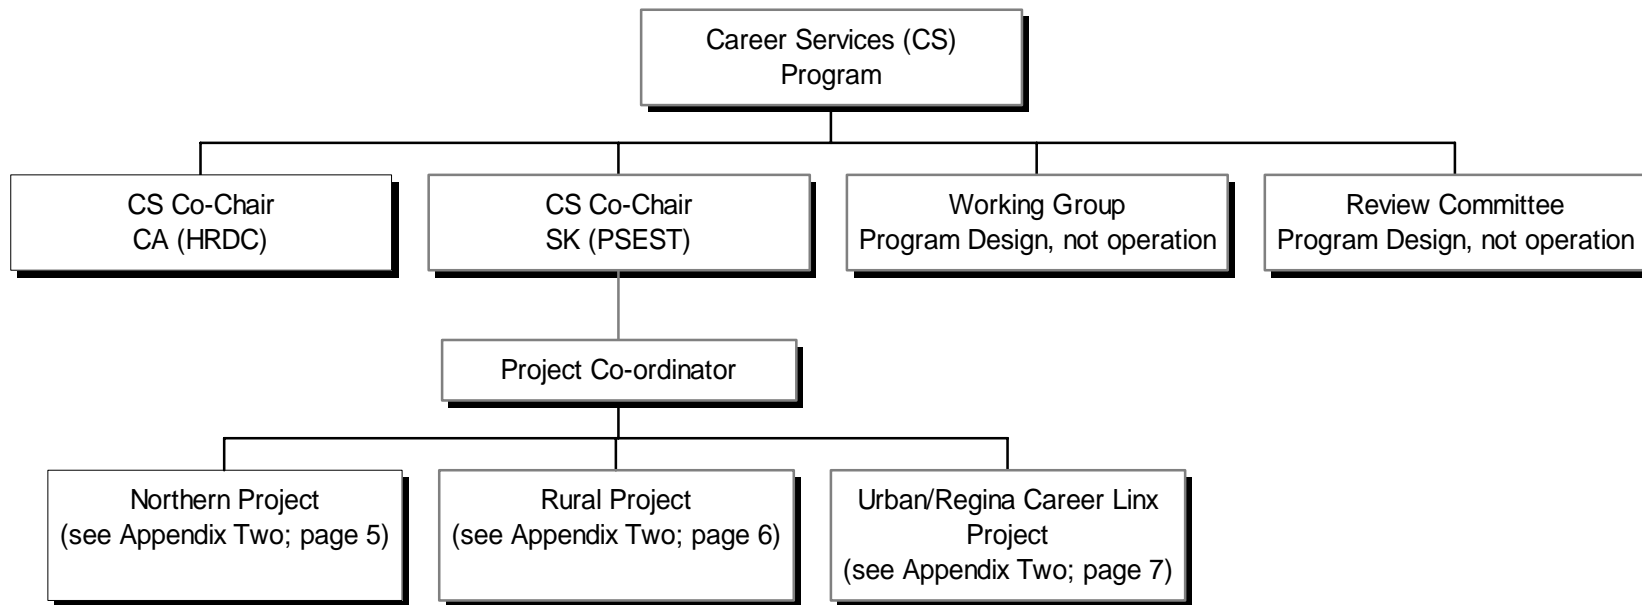 Career Services (CS)
Program
CS Co-Chair
CA (HRDC)
CS Co-Chair
SK (PSEST)
Working Group
Program Design, not operation
Review Committee
Program Design, not operation
Project Co-ordinator
Northern Project
(see Appendix Two; page 5)
Rural Project
(see Appendix Two; page 6)
Urban/Regina Career Linx
Project
(see Appendix Two; page 7)